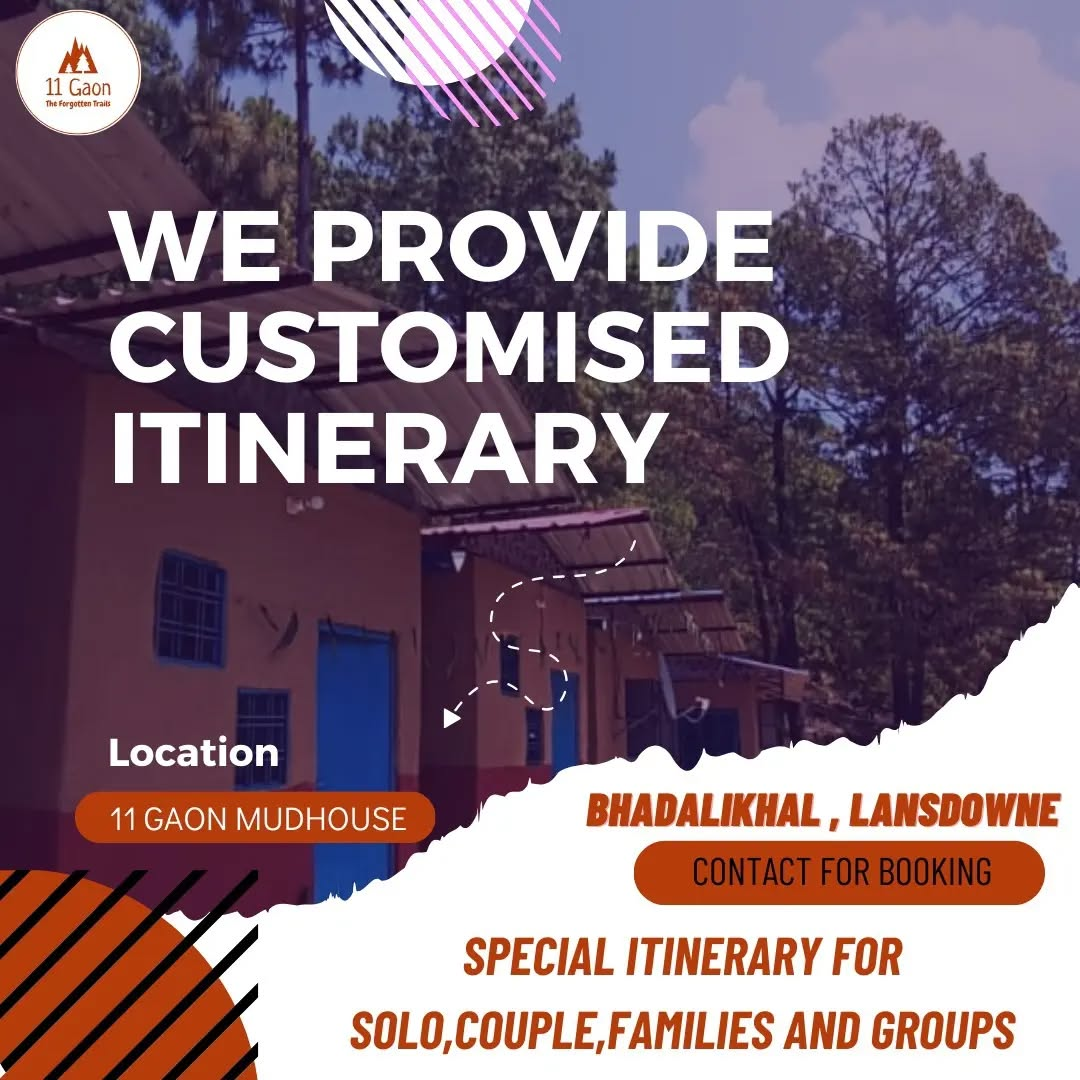 11 Gaon
The Forgotten Trails
WE PROVIDE
CUSTOMISED
ITINERARY
Location
11 GAON MUDHOUSE
BHADALIKHAL , LANSDOWNE
CONTACT FOR BOOKING
SPECIAL ITINERARY FOR
SOLO,COUPLE,FAMILIES AND GROUPS